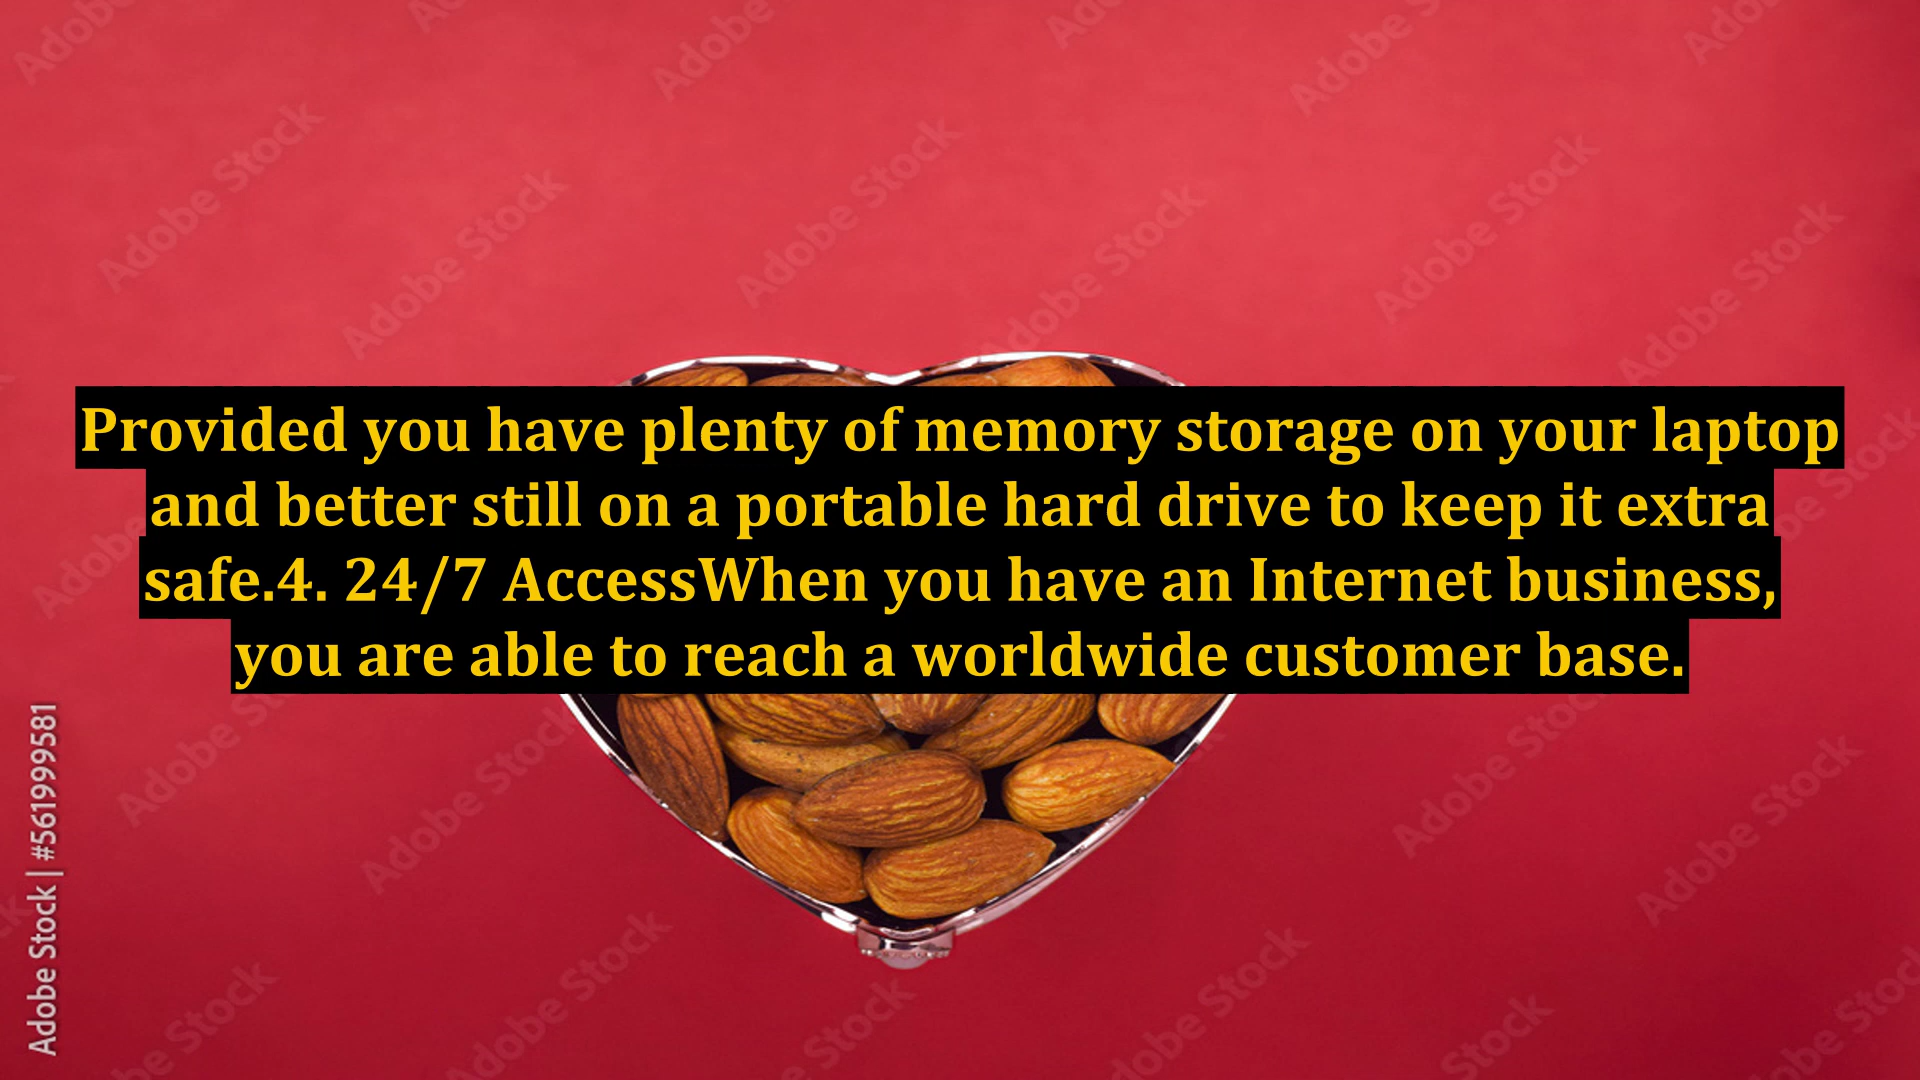 Provided you have plenty of memory storage on your laptop
and better still on a portable hard drive to keep it extra
safe.4. 24/7 AccessWhen you have an Internet business,
you are able to reach a worldwide customer base.
Adobe Stock | #561999581
Adobe Stock